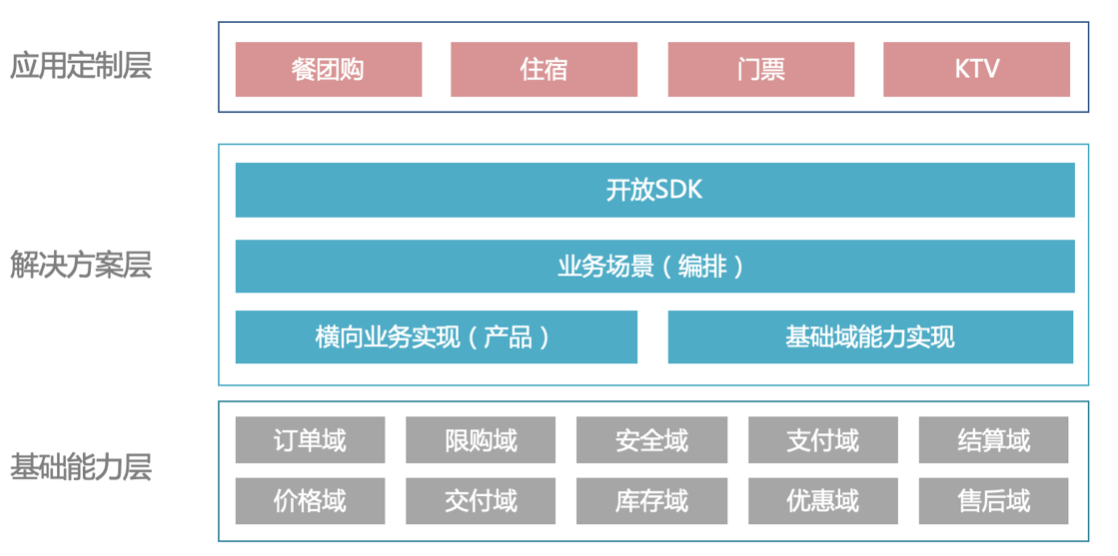 应用定制层
餐团购 住宿 门票 KTV
解决方案层
开放SDK
业务场景（编排）
横向业务实现（产品） 基础域能力实现
基础能力层
订单域 限购域 安全域 支付域 结算域
价格域 交付域 库存域 优惠域 售后域